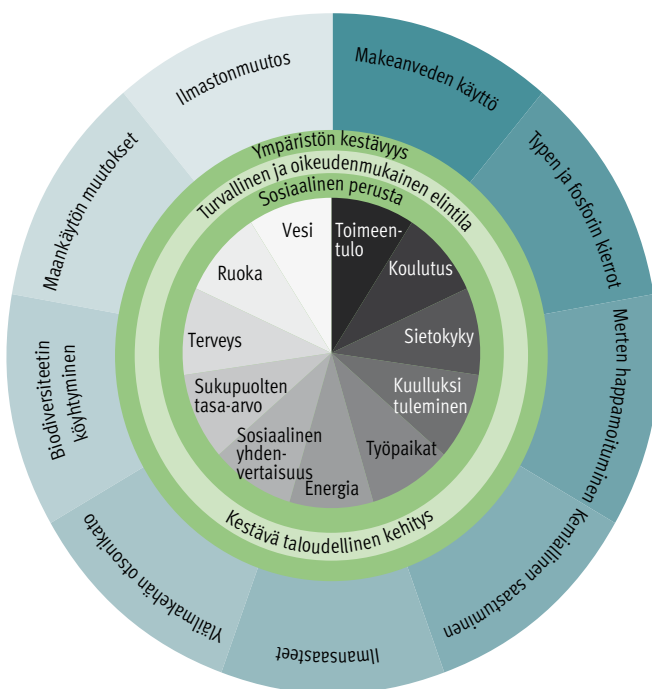 Ilmastonmuutos
Makeanveden käyttö
Typen ja fosforin kierrot
Merten happamoituminen
Kemiallinen saastuminen
Ilmansaasteet
Yläilmakehän otsonikato
Biodiversiteetin
köyhtyminen
Maankäytön muutokset
Ympäristön kestävyys
Turvallinen ja oikeudenmukainen elintila
Sosiaalinen perusta
Vesi
Toimeen-
tulo
Koulutus
Sietokyky
Kuulluksi
tuleminen
Työpaikat
Energia
Sosiaalinen
yhden-
vertaisuus
Sukupuolten
tasa-arvo
Terveys
Ruoka
Kestävä taloudellinen kehitys